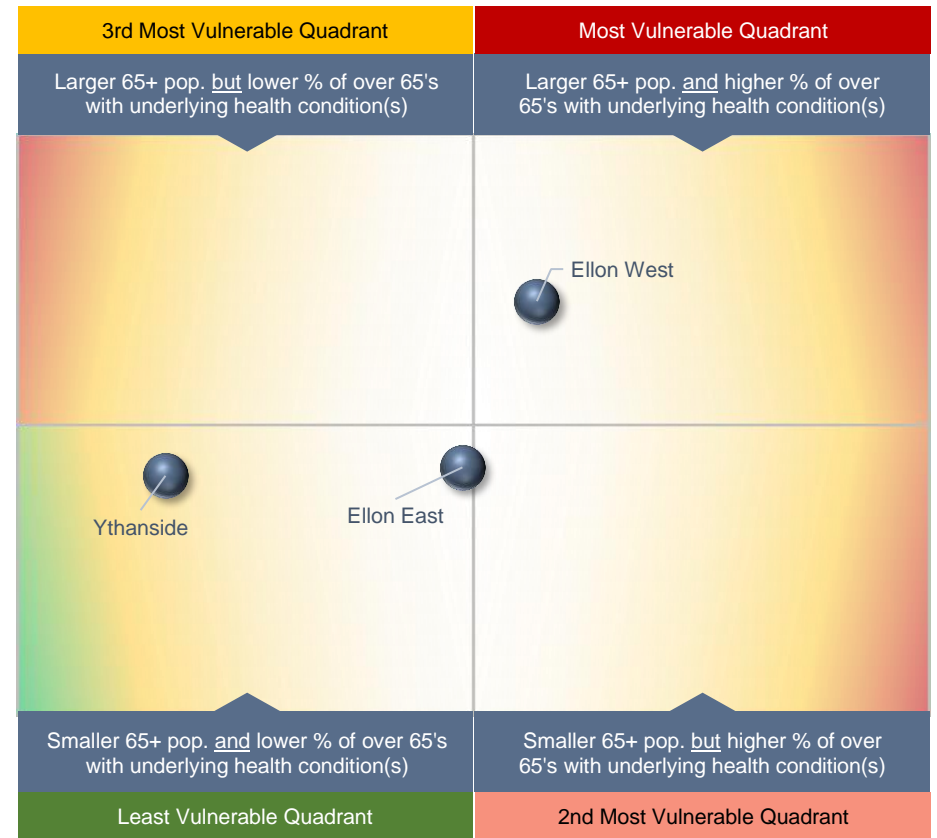 3rd Most Vulnerable Quadrant
Most Vulnerable Quadrant
Larger 65+ pop. but lower % of over 65's
with underlying health condition(s)
Larger 65+ pop. and higher % of over
65's with underlying health condition(s)
Ellon West
Ythanside
Ellon East
Smaller 65+ pop. and lower % of over 65's
with underlying health condition(s)
Smaller 65+ pop. but higher % of over
65's with underlying health condition(s)
Least Vulnerable Quadrant
2nd Most Vulnerable Quadrant